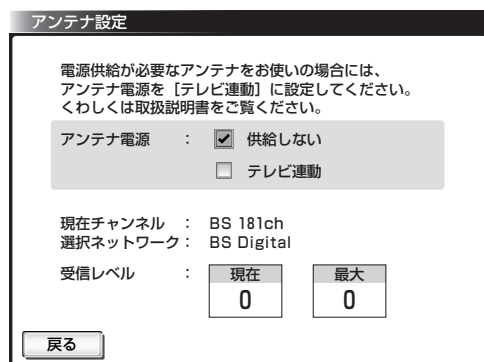 アンテナ設定
電源供給が必要なアンテナをお使いの場合には、
アンテナ電源を［テレビ連動］に設定してください。
くわしくは取扱説明書をご覧ください。
アンテナ電源 ： 供給しない
テレビ連動
現在チャンネル ： BS 181ch
選択ネットワーク： BS Digital
受信レベル ： 現在 最大
0 0
戻る